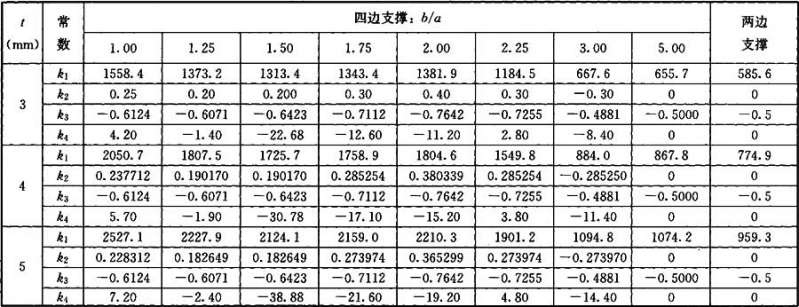 t (mm) 常数 四边支撑：b/a 两边支撑
1.00 1.25 1.50 1.75 2.00 2.25 3.00 5.00
3 k1 1558.4 1373.2 1313.4 1343.4 1381.9 1184.5 667.6 655.7 585.6
k2 0.25 0.20 0.200 0.30 0.40 0.30 -0.30 0 0
k3 -0.6124 -0.6071 -0.6423 -0.7112 -0.7642 -0.7255 -0.4881 -0.5000 -0.5
k4 4.20 -1.40 -22.68 -12.60 -11.20 2.80 -8.40 0 0
4 k1 2050.7 1807.5 1725.7 1758.9 1804.6 1549.8 884.0 867.8 774.9
k2 0.237712 0.190170 0.190170 0.285254 0.380339 0.285254 -0.285250 0 0
k3 -0.6124 -0.6071 -0.6423 -0.7112 -0.7642 -0.7255 -0.4881 -0.5000 -0.5
k4 5.70 -1.90 -30.78 -17.10 -15.20 3.80 -11.40 0 0
5 k1 2527.1 2227.9 2124.1 2159.0 2210.3 1901.2 1094.8 1074.2 959.3
k2 0.228312 0.182649 0.182649 0.273974 0.365299 0.273974 -0.273970 0 0
k3 -0.6124 -0.6071 -0.6423 -0.7112 -0.7642 -0.7255 -0.4881 -0.5000 -0.5
k4 7.20 -2.40 -38.88 -21.60 -19.20 4.80 -14.40 0 0